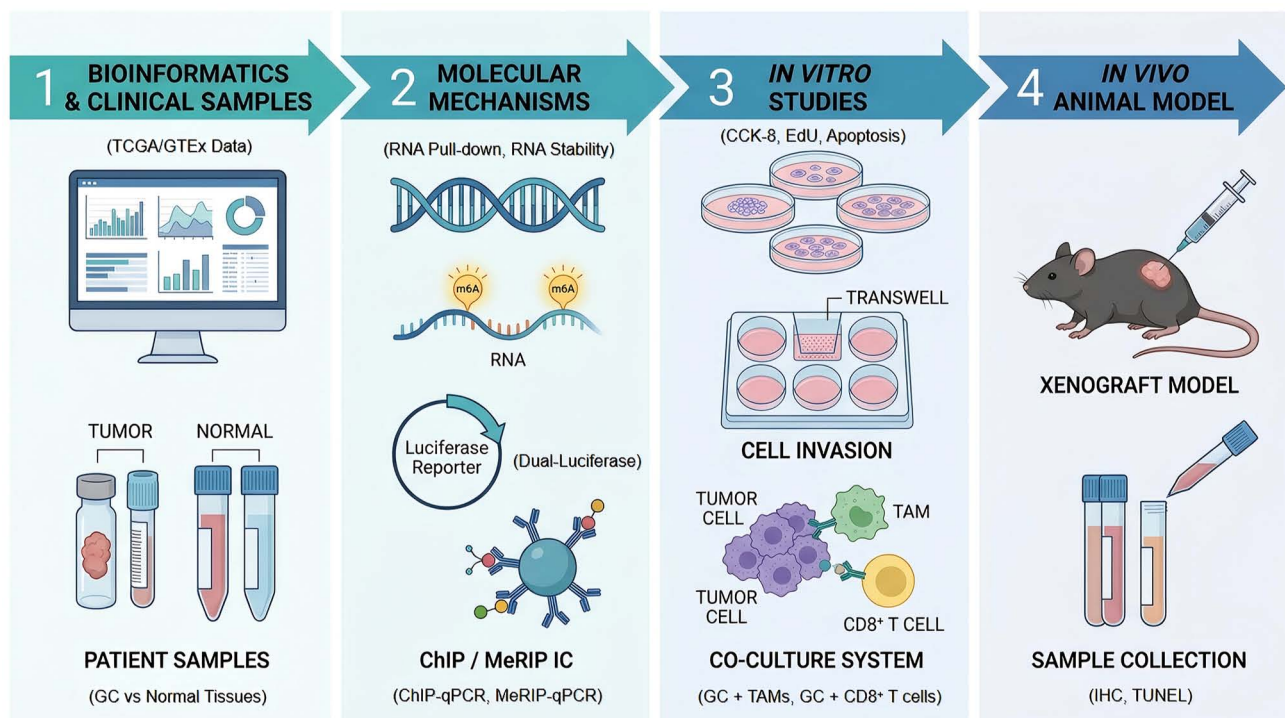 1 BIOINFORMATICS
& CLINICAL SAMPLES
(TCGA/GTEx Data)
TUMOR
NORMAL
PATIENT SAMPLES
(GC vs Normal Tissues)
2 MOLECULAR
MECHANISMS
(RNA Pull-down, RNA Stability)
m6A
m6A
RNA
Luciferase
Reporter
(Dual-Luciferase)
ChIP / MeRIP IC
(ChIP-qPCR, MeRIP-qPCR)
3 IN VITRO
STUDIES
(CCK-8, EdU, Apoptosis)
TRANSWELL
CELL INVASION
TUMOR
CELL
TAM
TUMOR
CELL
CD8⁺ T CELL
CO-CULTURE SYSTEM
(GC + TAMs, GC + CD8⁺ T cells)
4 IN VIVO
ANIMAL MODEL
XENOGRAFT MODEL
SAMPLE COLLECTION
(IHC, TUNEL)